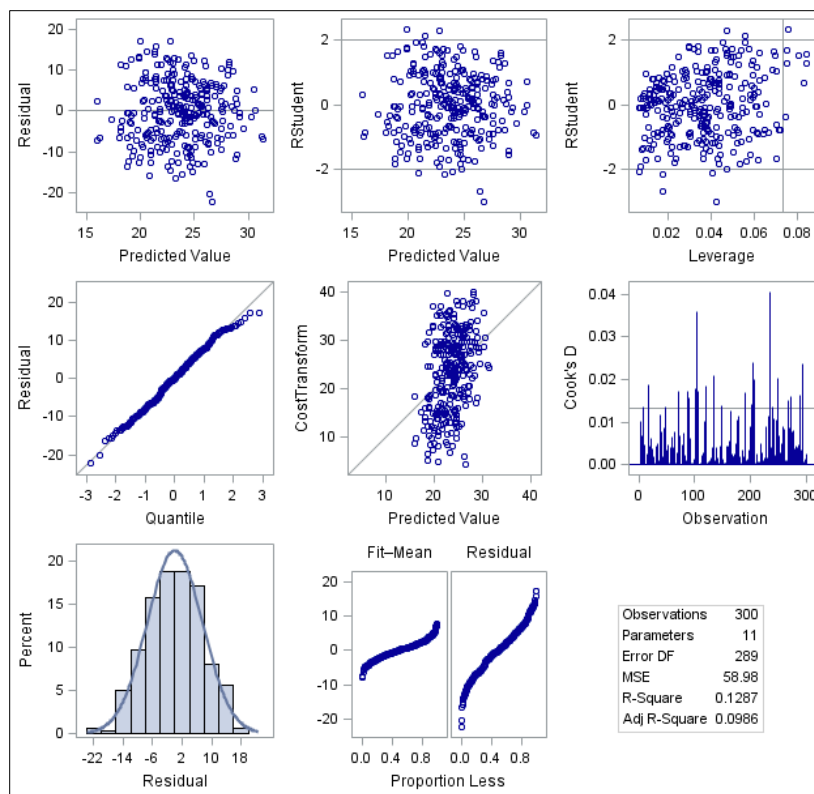 20
10
0
-10
-20
Residual
15 20 25 30
Predicted Value
2
0
-2
RStudent
15 20 25 30
Predicted Value
2
0
-2
RStudent
0.02 0.04 0.06 0.08
Leverage
20
10
0
-10
-20
Residual
-3 -2 -1 0 1 2 3
Quantile
40
30
20
10
CostTransform
10 20 30 40
Predicted Value
0.04
0.03
0.02
0.01
0.00
Cook's D
0 100 200 300
Observation
20
15
10
5
0
Percent
-22 -14 -6 2 10 18
Residual
Fit–Mean Residual
20
10
0
-10
-20
0.0 0.4 0.8 0.0 0.4 0.8
Proportion Less
Observations 300
Parameters 11
Error DF 289
MSE 58.98
R-Square 0.1287
Adj R-Square 0.0986